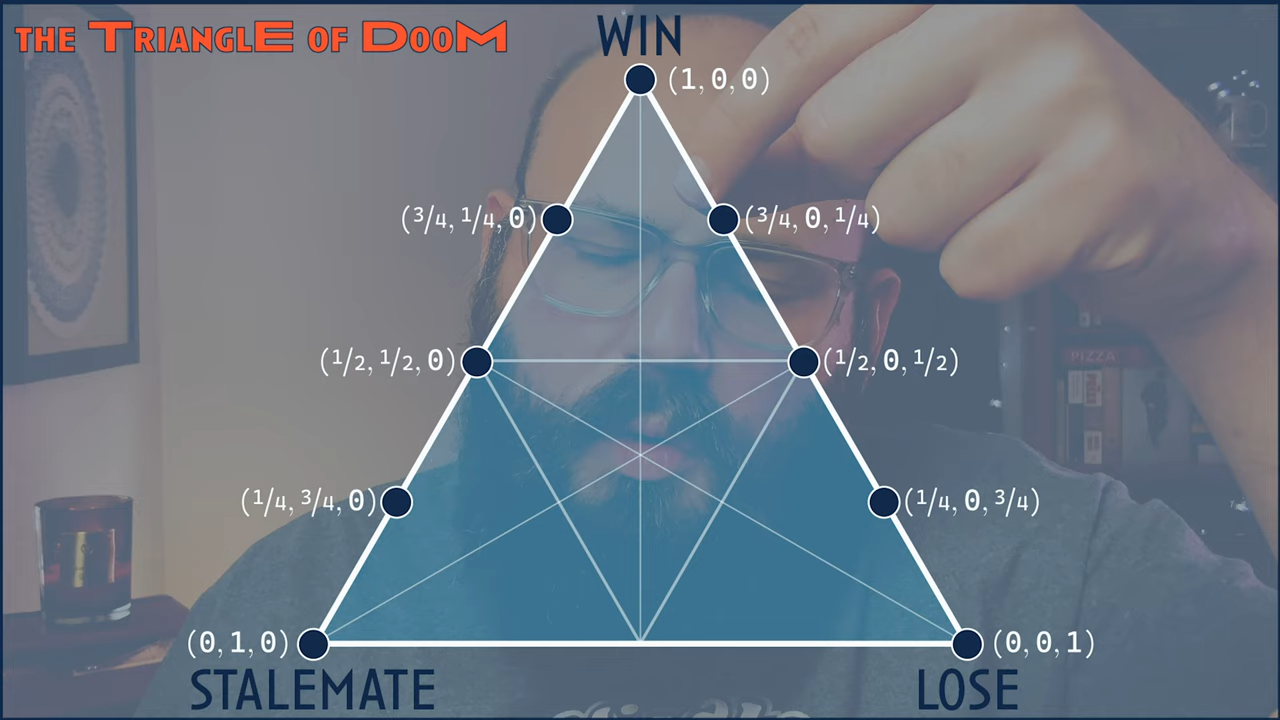 THE TRIANGLE OF DOOM
WIN
(1, 0, 0)
(3/4, 1/4, 0)
(3/4, 0, 1/4)
(1/2, 1/2, 0)
(1/2, 0, 1/2)
PIZZA
(1/4, 3/4, 0)
(1/4, 0, 3/4)
(0, 1, 0)
(0, 0, 1)
STALEMATE
LOSE